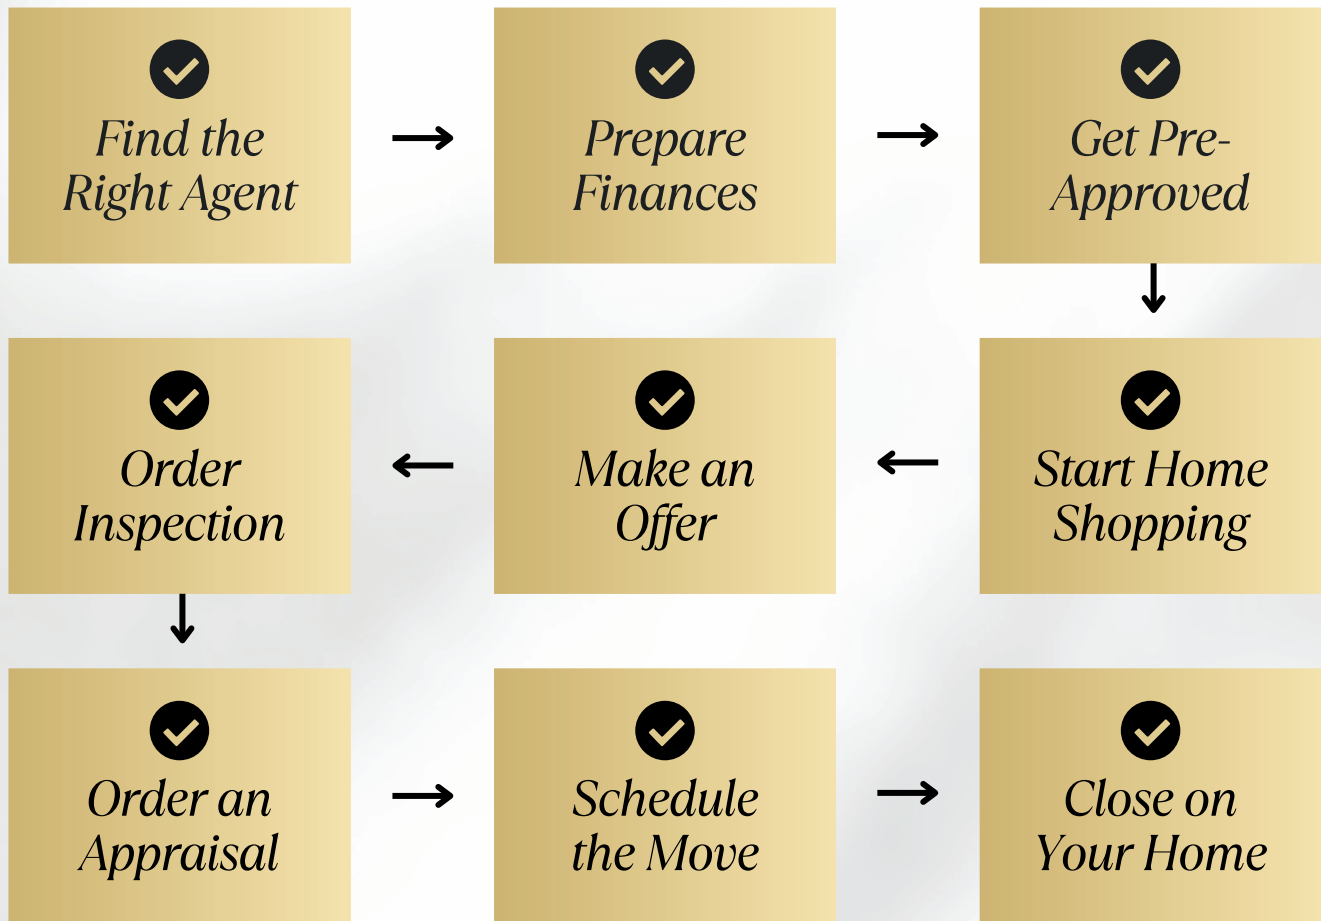 Find the
Right Agent
Prepare
Finances
Get Pre-
Approved
Start Home
Shopping
Make an
Offer
Order
Inspection
Order an
Appraisal
Schedule
the Move
Close on
Your Home